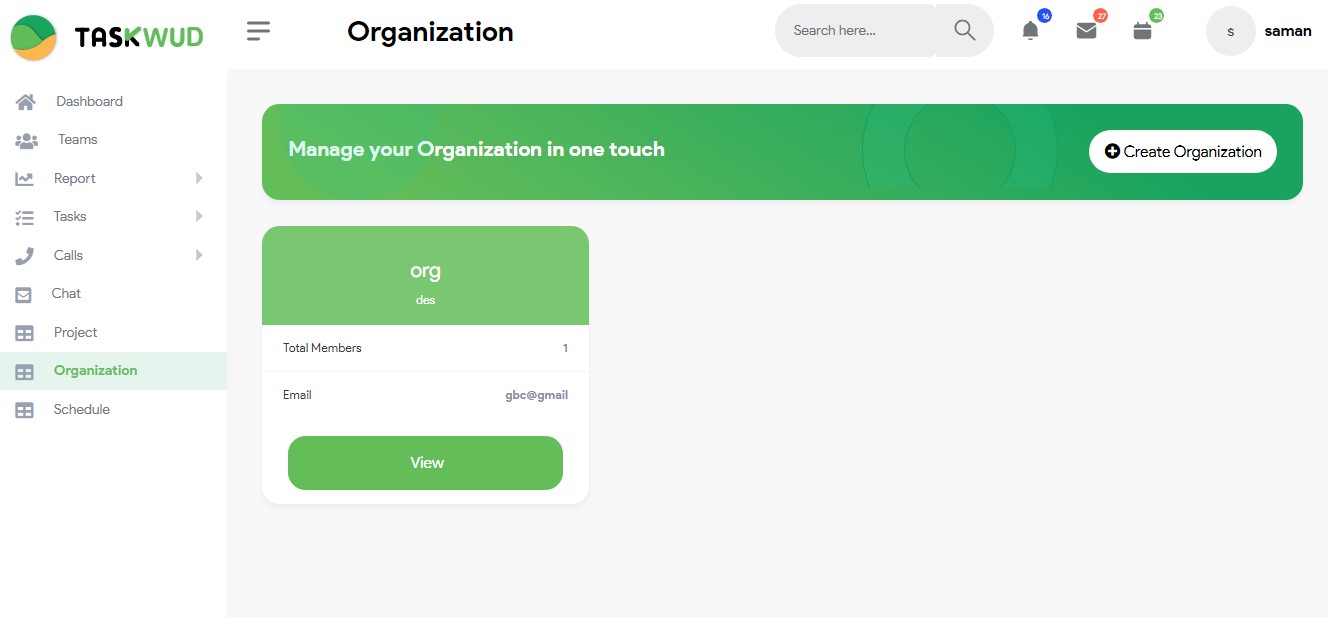 TASKWUD
Organization
Search here...
16
27
23
s
saman
Dashboard
Teams
Report
Tasks
Calls
Chat
Project
Organization
Schedule
Manage your Organization in one touch
Create Organization
org
des
Total Members 1
Email gbc@gmail
View